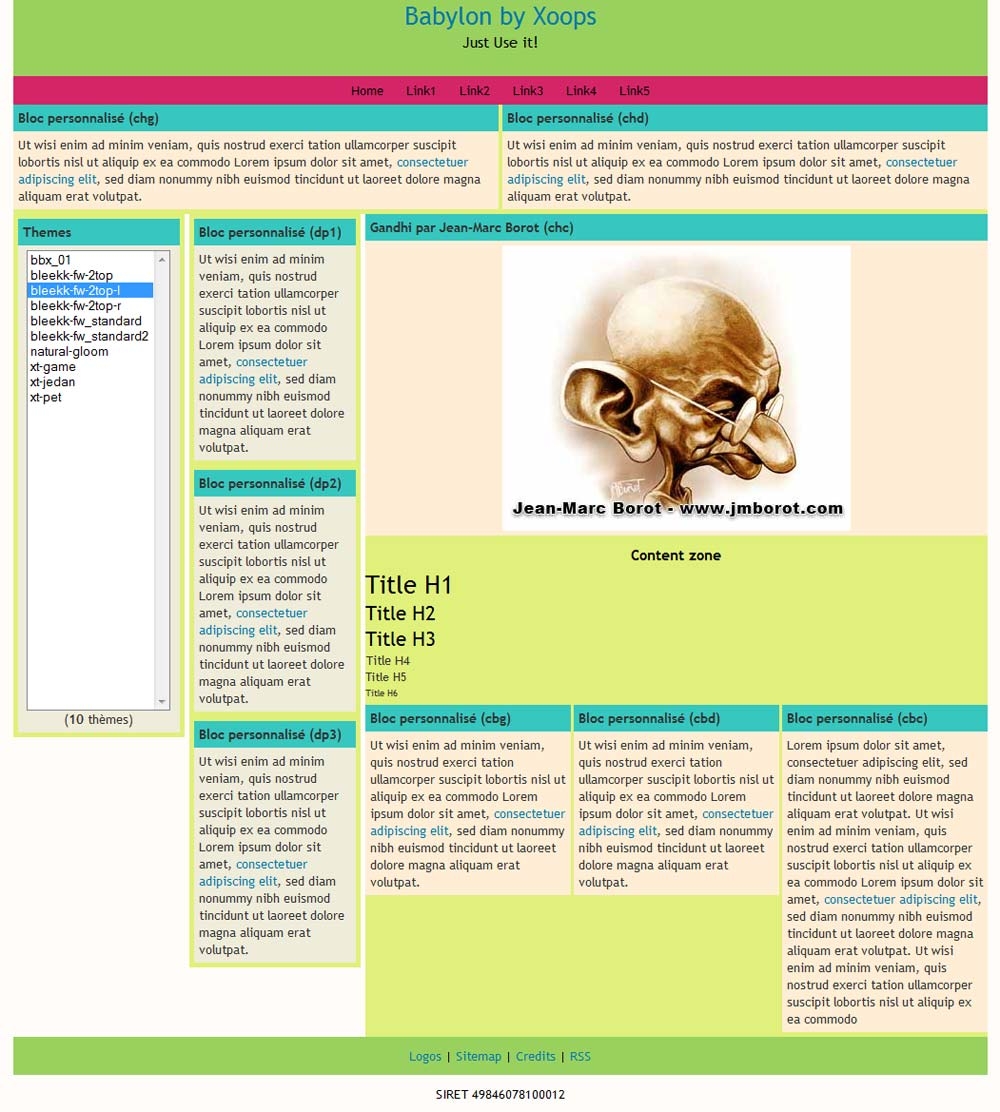 Babylon by Xoops
Just Use it!
Home Link1 Link2 Link3 Link4 Link5
Bloc personnalisé (chg)
Ut wisi enim ad minim veniam, quis nostrud exerci tation ullamcorper suscipit
lobortis nisl ut aliquip ex ea commodo Lorem ipsum dolor sit amet, consectetuer
adipiscing elit, sed diam nonummy nibh euismod tincidunt ut laoreet dolore magna
aliquam erat volutpat.
Bloc personnalisé (chd)
Ut wisi enim ad minim veniam, quis nostrud exerci tation ullamcorper suscipit
lobortis nisl ut aliquip ex ea commodo Lorem ipsum dolor sit amet, consectetuer
adipiscing elit, sed diam nonummy nibh euismod tincidunt ut laoreet dolore magna
aliquam erat volutpat.
Themes
bbx_01
bleekk-fw-2top
bleekk-fw-2top-l
bleekk-fw-2top-r
bleekk-fw_standard
bleekk-fw_standard2
natural-gloom
xt-game
xt-jedan
xt-pet
(10 thèmes)
Bloc personnalisé (dp1)
Ut wisi enim ad minim
veniam, quis nostrud
exerci tation ullamcorper
suscipit lobortis nisl ut
aliquip ex ea commodo
Lorem ipsum dolor sit
amet, consectetuer
adipiscing elit, sed diam
nonummy nibh euismod
tincidunt ut laoreet dolore
magna aliquam erat
volutpat.
Bloc personnalisé (dp2)
Ut wisi enim ad minim
veniam, quis nostrud
exerci tation ullamcorper
suscipit lobortis nisl ut
aliquip ex ea commodo
Lorem ipsum dolor sit
amet, consectetuer
adipiscing elit, sed diam
nonummy nibh euismod
tincidunt ut laoreet dolore
magna aliquam erat
volutpat.
Bloc personnalisé (dp3)
Ut wisi enim ad minim
veniam, quis nostrud
exerci tation ullamcorper
suscipit lobortis nisl ut
aliquip ex ea commodo
Lorem ipsum dolor sit
amet, consectetuer
adipiscing elit, sed diam
nonummy nibh euismod
tincidunt ut laoreet dolore
magna aliquam erat
volutpat.
Gandhi par Jean-Marc Borot (chc)
Jean-Marc Borot - www.jmborot.com
Content zone
Title H1
Title H2
Title H3
Title H4
Title H5
Title H6
Bloc personnalisé (cbg)
Ut wisi enim ad minim veniam,
quis nostrud exerci tation
ullamcorper suscipit lobortis nisl ut
aliquip ex ea commodo Lorem
ipsum dolor sit amet, consectetuer
adipiscing elit, sed diam nonummy
nibh euismod tincidunt ut laoreet
dolore magna aliquam erat
volutpat.
Bloc personnalisé (cbd)
Ut wisi enim ad minim veniam,
quis nostrud exerci tation
ullamcorper suscipit lobortis nisl ut
aliquip ex ea commodo Lorem
ipsum dolor sit amet, consectetuer
adipiscing elit, sed diam nonummy
nibh euismod tincidunt ut laoreet
dolore magna aliquam erat
volutpat.
Bloc personnalisé (cbc)
Lorem ipsum dolor sit amet,
consectetuer adipiscing elit, sed
diam nonummy nibh euismod
tincidunt ut laoreet dolore magna
aliquam erat volutpat. Ut wisi
enim ad minim veniam, quis
nostrud exerci tation ullamcorper
suscipit lobortis nisl ut aliquip ex
ea commodo Lorem ipsum dolor sit
amet, consectetuer adipiscing elit,
sed diam nonummy nibh euismod
tincidunt ut laoreet dolore magna
aliquam erat volutpat. Ut wisi
enim ad minim veniam, quis
nostrud exerci tation ullamcorper
suscipit lobortis nisl ut aliquip ex
ea commodo
Logos | Sitemap | Credits | RSS
SIRET 49846078100012